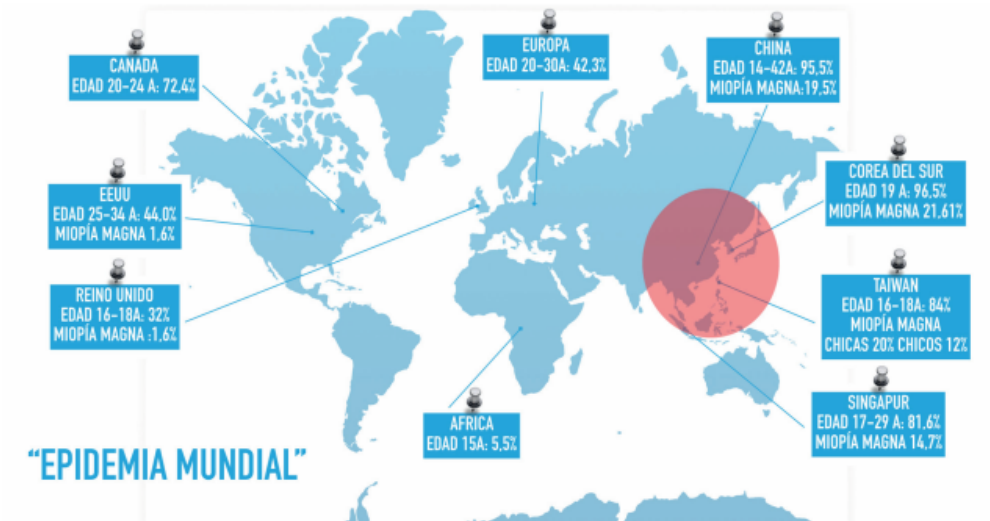 CANADA
EDAD 20-24 A: 72,4%
EUROPA
EDAD 20-30A: 42,3%
CHINA
EDAD 14-42A: 95,5%
MIOPÍA MAGNA:19,5%
EEUU
EDAD 25-34 A: 44,0%
MIOPÍA MAGNA 1,6%
COREA DEL SUR
EDAD 19 A: 96,5%
MIOPÍA MAGNA 21,61%
REINO UNIDO
EDAD 16-18A: 32%
MIOPÍA MAGNA :1,6%
TAIWAN
EDAD 16-18A: 84%
MIOPÍA MAGNA
CHICAS 20% CHICOS 12%
AFRICA
EDAD 15A: 5,5%
SINGAPUR
EDAD 17-29 A: 81,6%
MIOPÍA MAGNA 14,7%
“EPIDEMIA MUNDIAL”